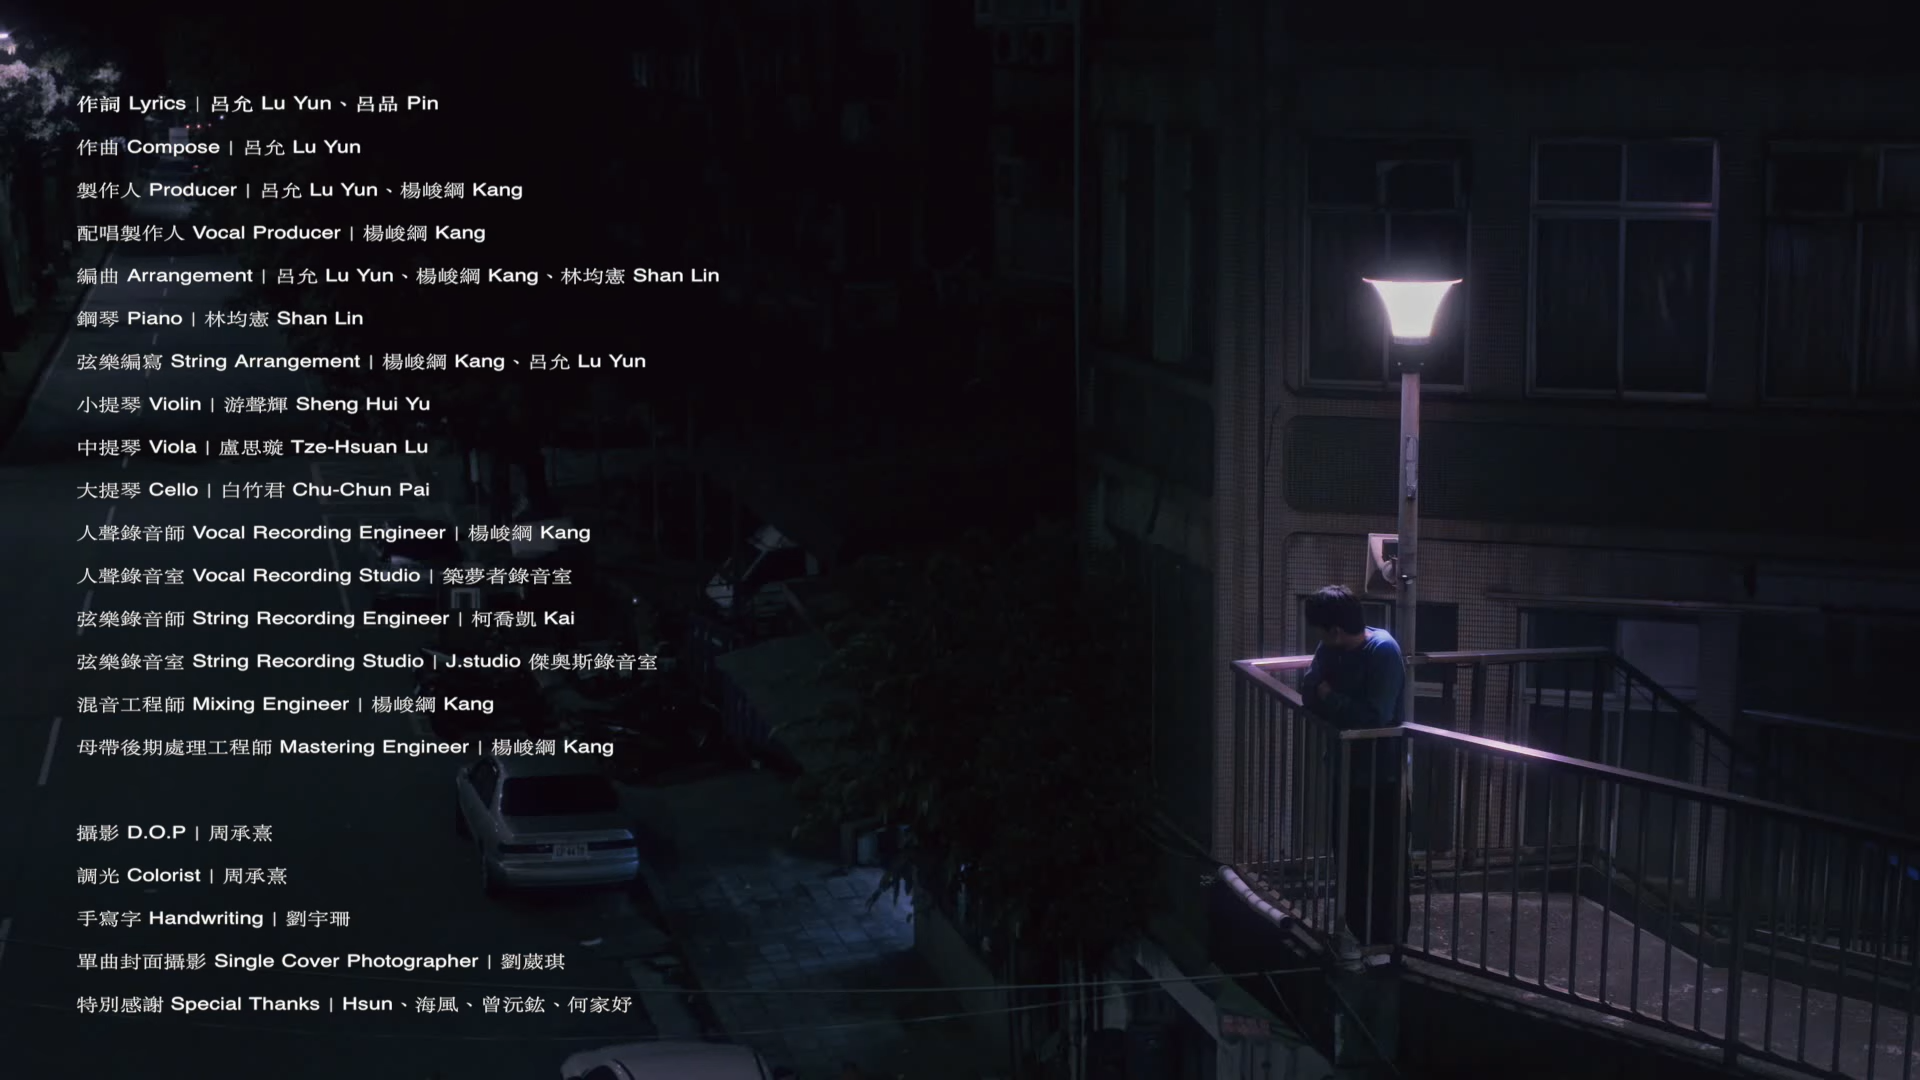 作詞 Lyrics | 呂允 Lu Yun、呂品 Pin
作曲 Compose | 呂允 Lu Yun
製作人 Producer | 呂允 Lu Yun、楊峻綱 Kang
配唱製作人 Vocal Producer | 楊峻綱 Kang
編曲 Arrangement | 呂允 Lu Yun、楊峻綱 Kang、林均憲 Shan Lin
鋼琴 Piano | 林均憲 Shan Lin
弦樂編寫 String Arrangement | 楊峻綱 Kang、呂允 Lu Yun
小提琴 Violin | 游聲輝 Sheng Hui Yu
中提琴 Viola | 盧思璇 Tze-Hsuan Lu
大提琴 Cello | 白竹君 Chu-Chun Pai
人聲錄音師 Vocal Recording Engineer | 楊峻綱 Kang
人聲錄音室 Vocal Recording Studio | 築夢者錄音室
弦樂錄音師 String Recording Engineer | 柯喬凱 Kai
弦樂錄音室 String Recording Studio | J.studio 傑奧斯錄音室
混音工程師 Mixing Engineer | 楊峻綱 Kang
母帶後期處理工程師 Mastering Engineer | 楊峻綱 Kang
攝影 D.O.P | 周承熹
調光 Colorist | 周承熹
手寫字 Handwriting | 劉宇珊
單曲封面攝影 Single Cover Photographer | 劉葳琪
特別感謝 Special Thanks | Hsun、海風、曾沅鈜、何家妤